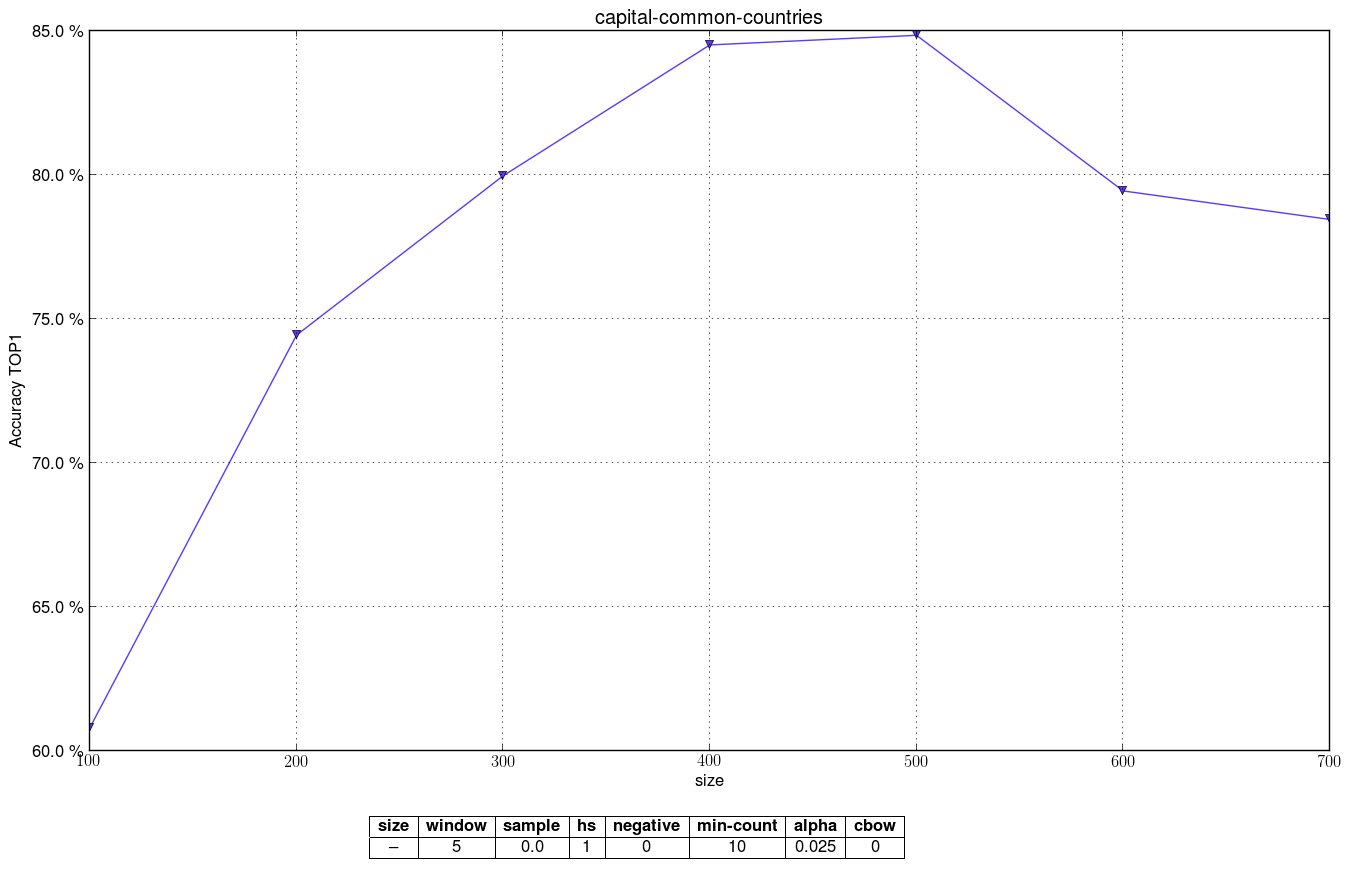 capital-common-countries
85.0 %
80.0 %
75.0 %
70.0 %
65.0 %
60.0 %
Accuracy TOP1
100 200 300 400 500 600 700
size
size window sample hs negative min-count alpha cbow
– 5 0.0 1 0 10 0.025 0